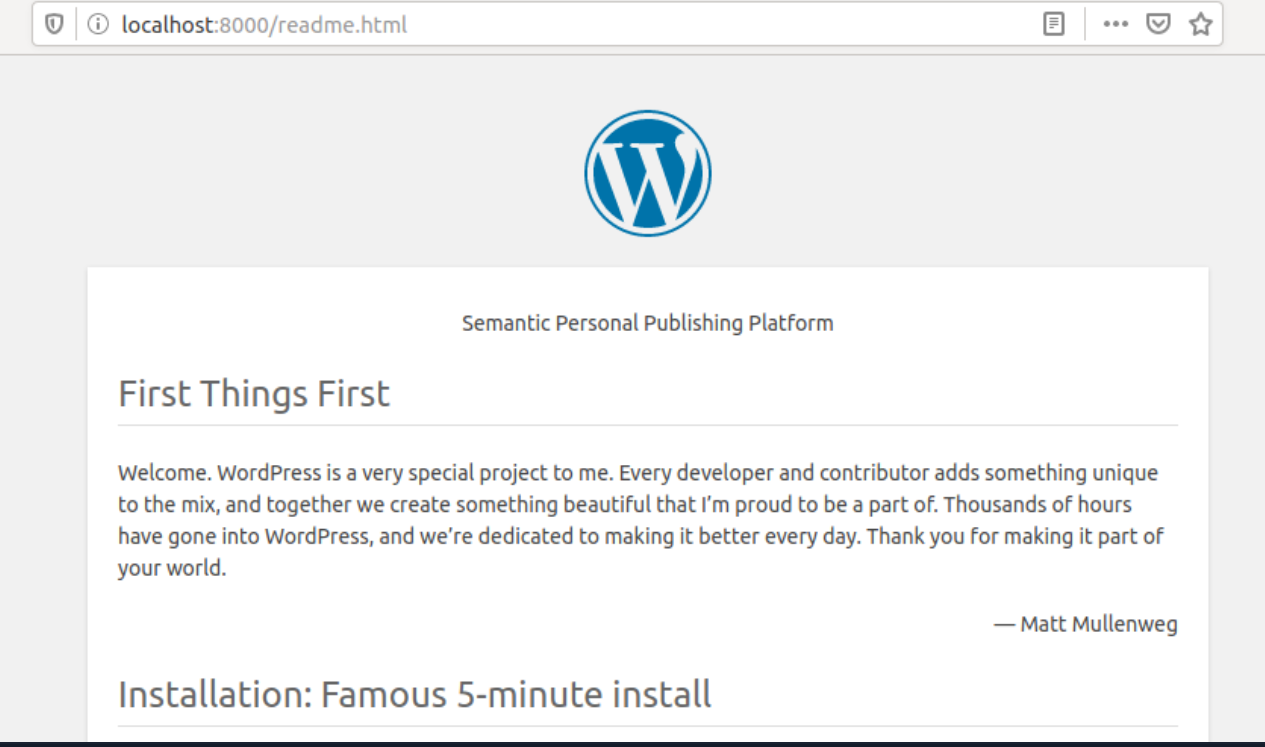 localhost:8000/readme.html
Semantic Personal Publishing Platform
First Things First
Welcome. WordPress is a very special project to me. Every developer and contributor adds something unique
to the mix, and together we create something beautiful that I’m proud to be a part of. Thousands of hours
have gone into WordPress, and we’re dedicated to making it better every day. Thank you for making it part of
your world.
— Matt Mullenweg
Installation: Famous 5-minute install